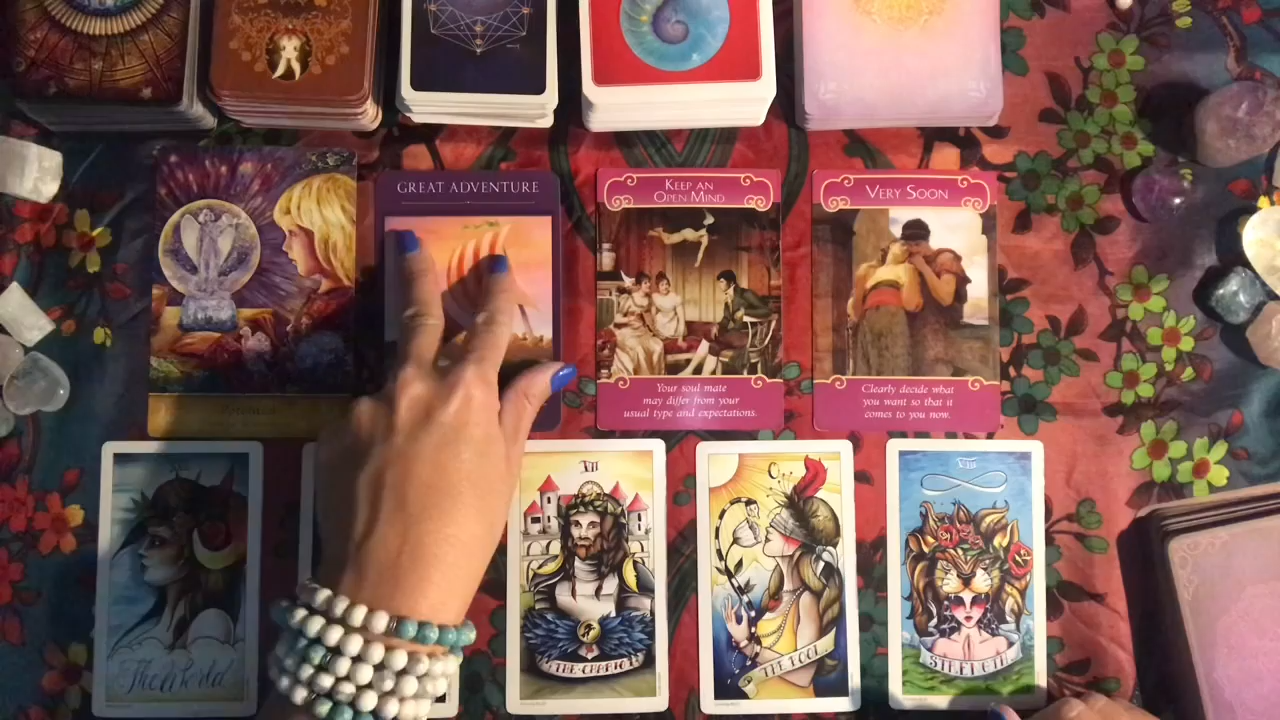 GREAT ADVENTURE
KEEP AN
OPEN MIND
VERY SOON
Your soul mate
may differ from your
usual type and expectations.
Clearly decide what
you want so that it
comes to you now.
The World
VII
THE CHARIOT
0
THE FOOL
VIII
STRENGTH